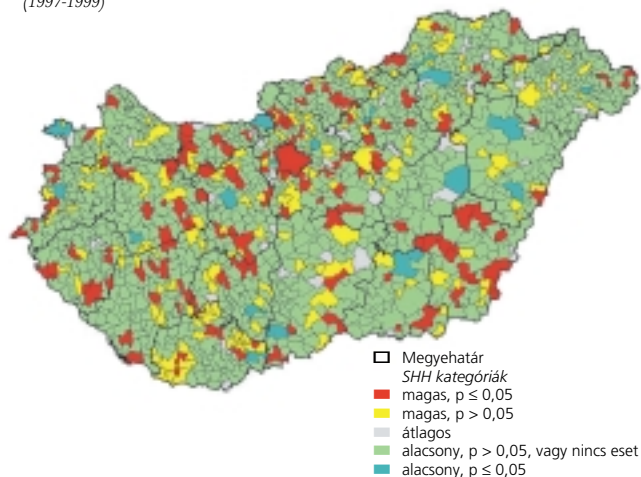 (1997-1999)
Megyehatár
SHH kategóriák
magas, p ≤ 0,05
magas, p > 0,05
átlagos
alacsony, p > 0,05, vagy nincs eset
alacsony, p ≤ 0,05